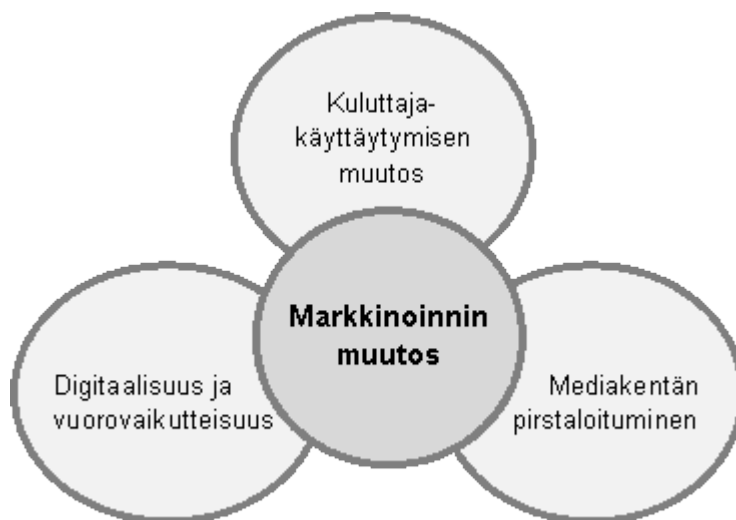 Kuluttaja-
käyttäytymisen
muutos
Markkinoinnin
muutos
Digitaalisuus ja
vuorovaikutteisuus
Mediakentän
pirstaloituminen